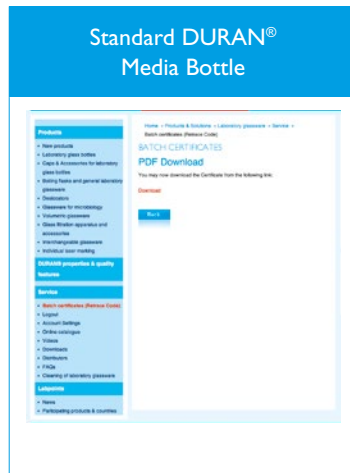 Standard DURAN®
Media Bottle
Products
• New products
• Laboratory glass bottles
• Caps & Accessories for laboratory
glass bottles
• Boiling flasks and general laboratory
glassware
• Desiccators
• Glassware for microbiology
• Volumetric glassware
• Glass filtration apparatus and
accessories
• Interchangeable glassware
• Individual laser marking
DURAN® properties & quality
features
Service
• Batch certificates (Retrace Code)
• Logout
• Account Settings
• Online catalogue
• Videos
• Downloads
• Distributors
• FAQs
• Cleaning of laboratory glassware
Labpoints
• News
• Participating products & countries
Home » Products & Solutions » Laboratory glassware » Service »
Batch certificates (Retrace Code)
BATCH CERTIFICATES
PDF Download
You may now download the Certificate from the following link:
Download
Back